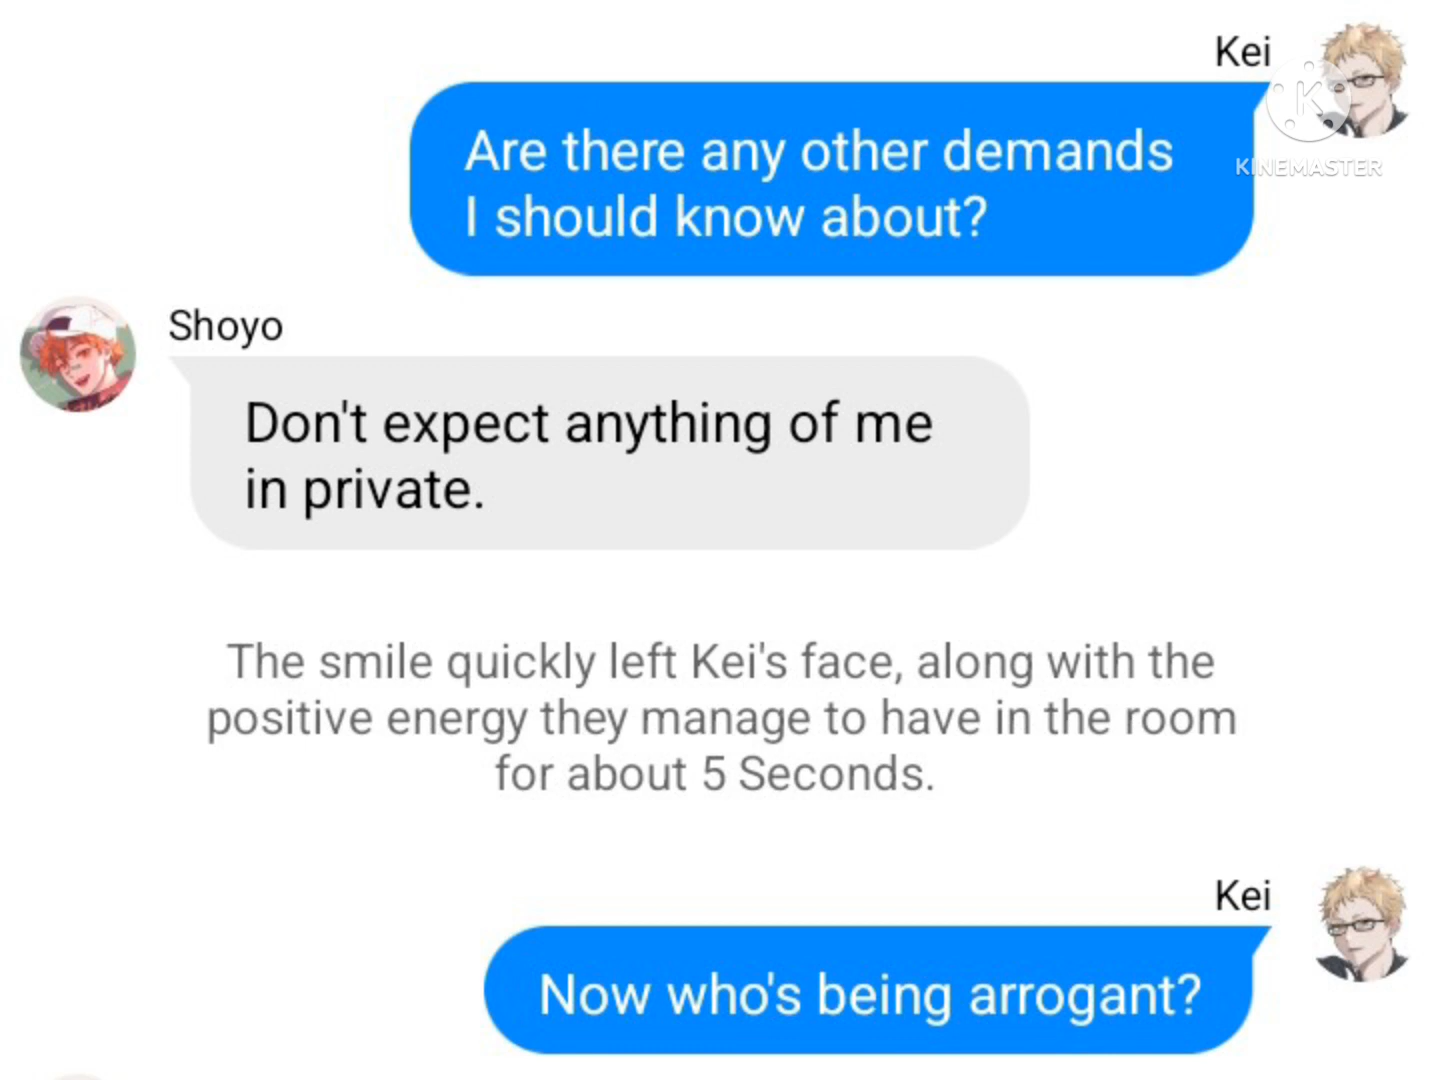 Kei
Are there any other demands
I should know about?
KINEMASTER
Shoyo
Don't expect anything of me
in private.
The smile quickly left Kei's face, along with the
positive energy they manage to have in the room
for about 5 Seconds.
Kei
Now who's being arrogant?